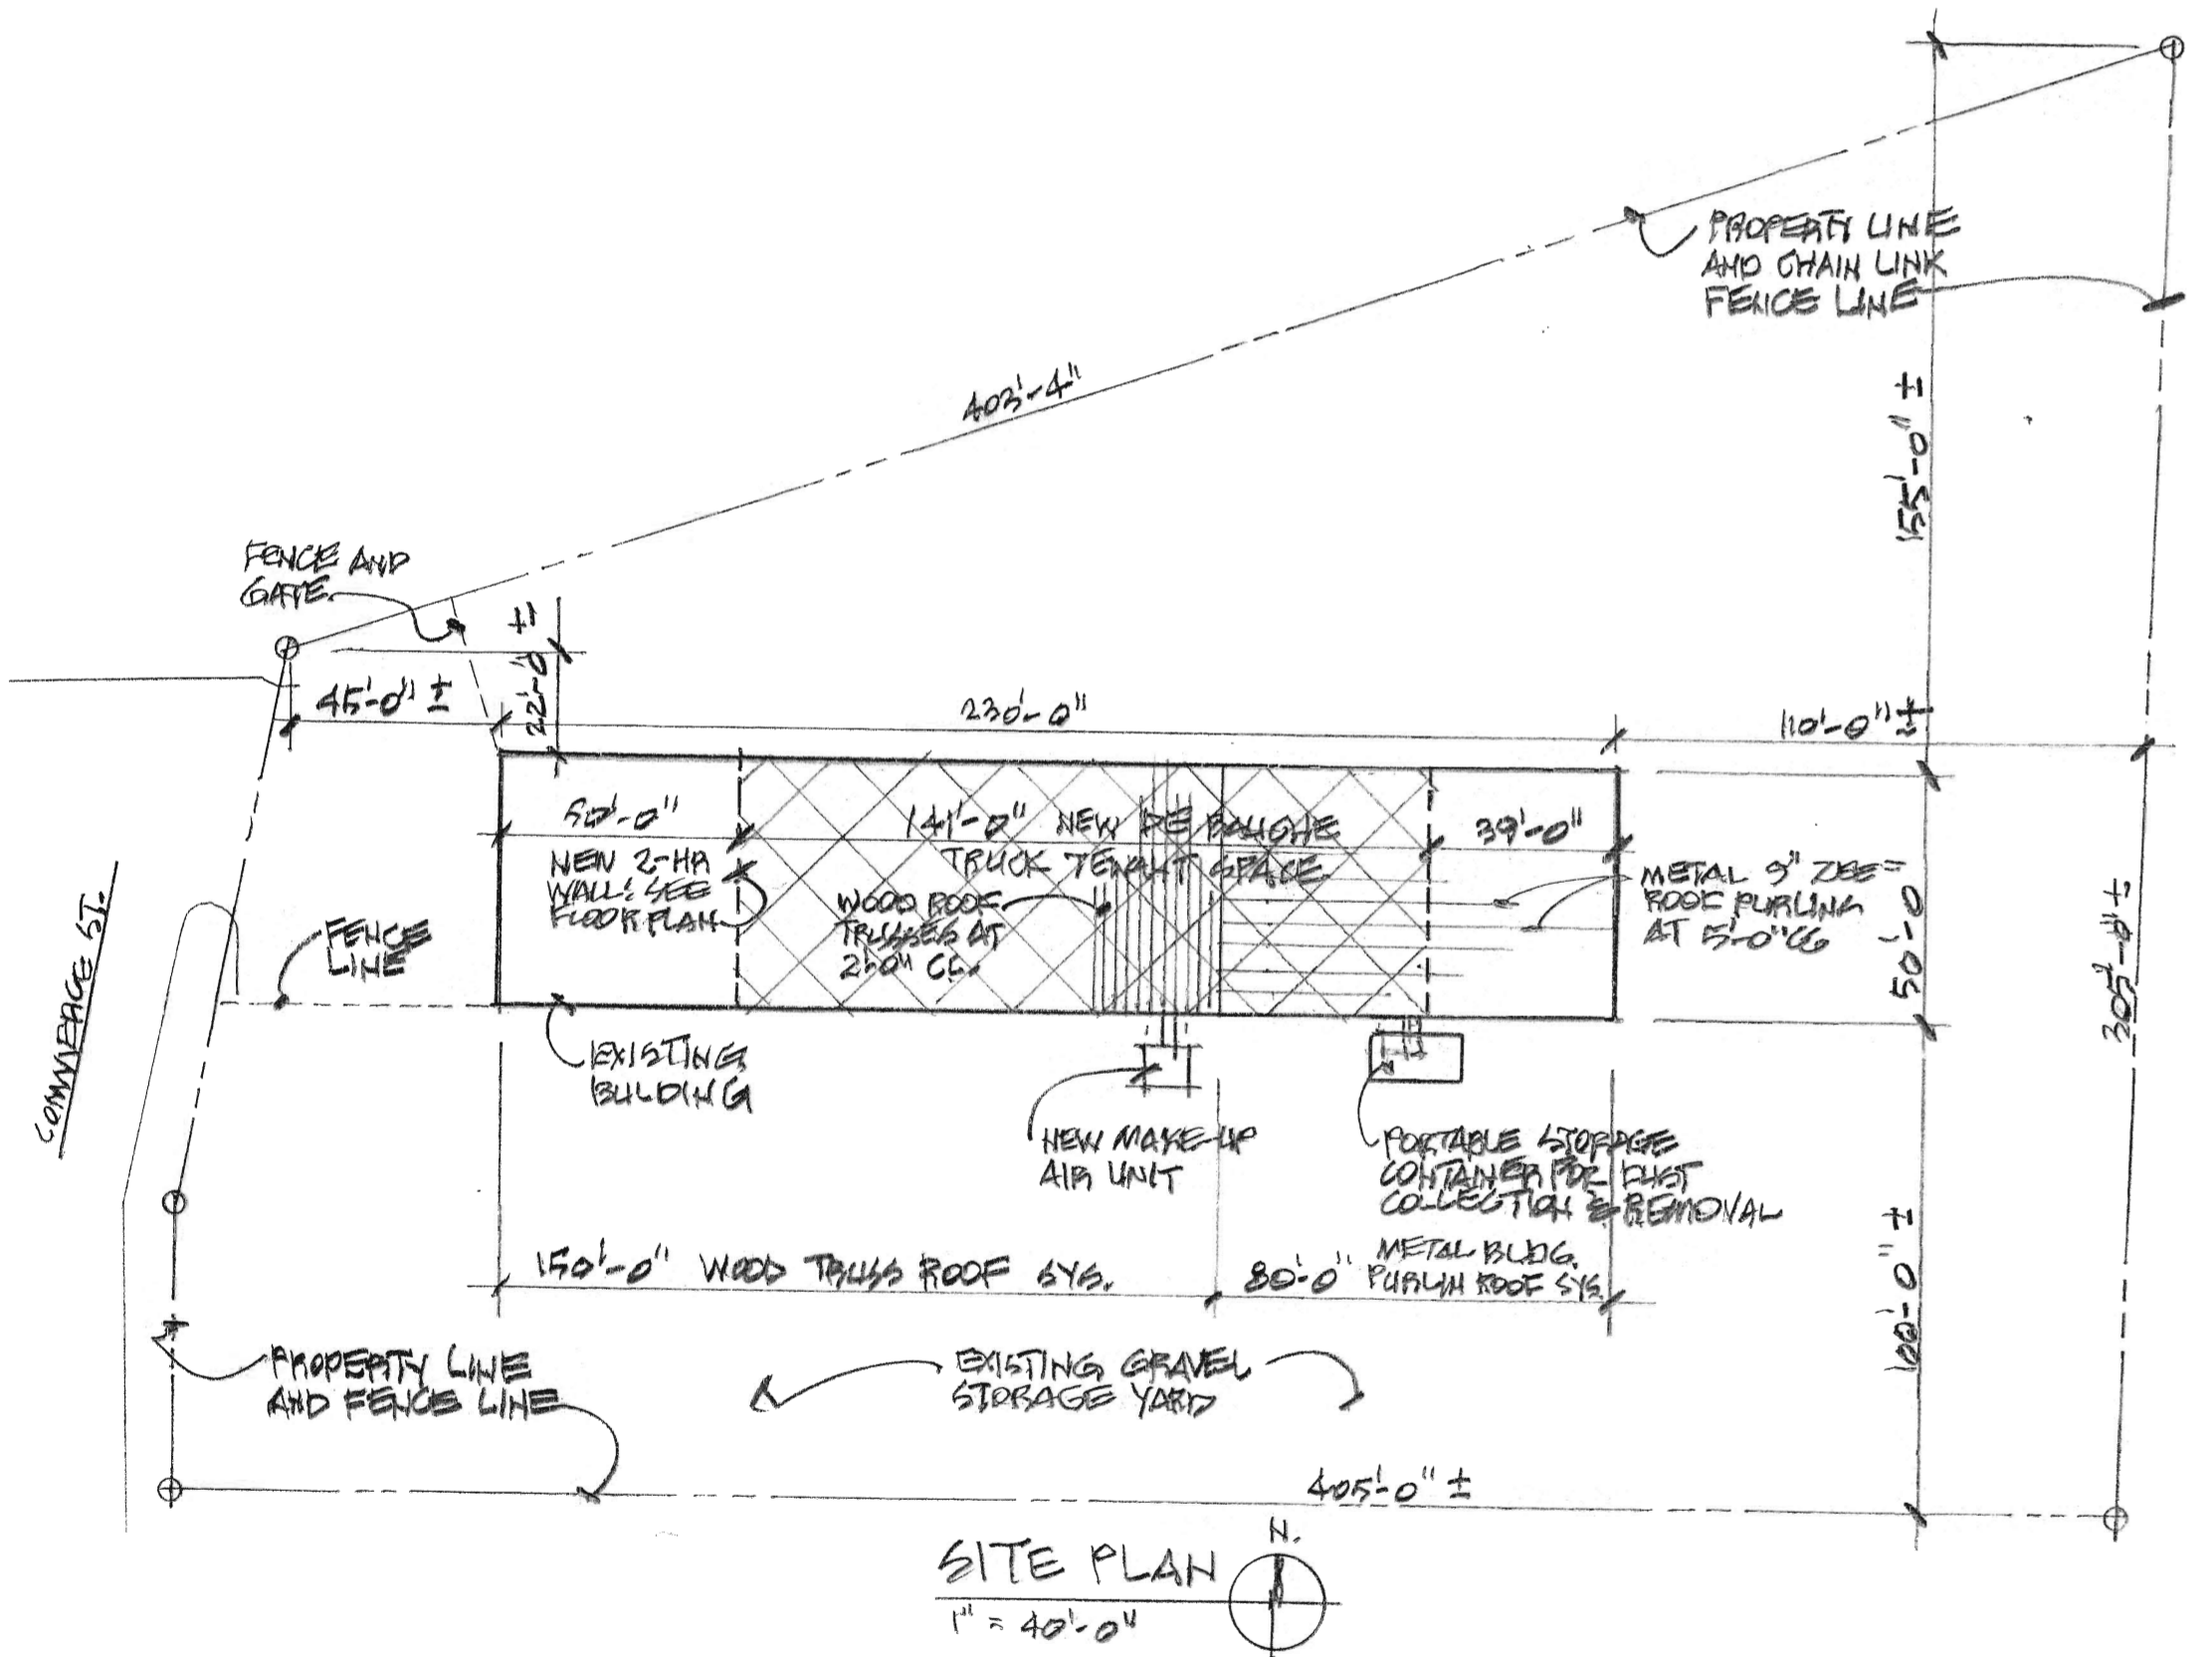 PROPERTY LINE
AND CHAIN LINK
FENCE LINE
403'-4"
155'-0" ±
FENCE AND
GATE
45'-0" ±
22'-0" ±
230'-0"
110'-0" ±
50'-0"
141'-0" NEW DE BAUCHE
TRUCK TENANT SPACE
39'-0"
NEW 2-HR
WALL: SEE
FLOOR PLAN
WOOD ROOF
TRUSSES AT
2'-0" CC.
METAL 9" ZEE
ROOF PURLINS
AT 5'-0" CC
50'-0
305'-0" ±
FENCE
LINE
COMMERCE ST.
EXISTING
BUILDING
NEW MAKE-UP
AIR UNIT
PORTABLE STORAGE
CONTAINER FOR DUST
COLLECTION & REMOVAL
150'-0" WOOD TRUSS ROOF SYS.
80'-0" METAL BLDG.
PURLIN ROOF SYS.
100'-0" ±
PROPERTY LINE
AND FENCE LINE
EXISTING GRAVEL
STORAGE YARD
405'-0" ±
SITE PLAN
N.
1" = 40'-0"